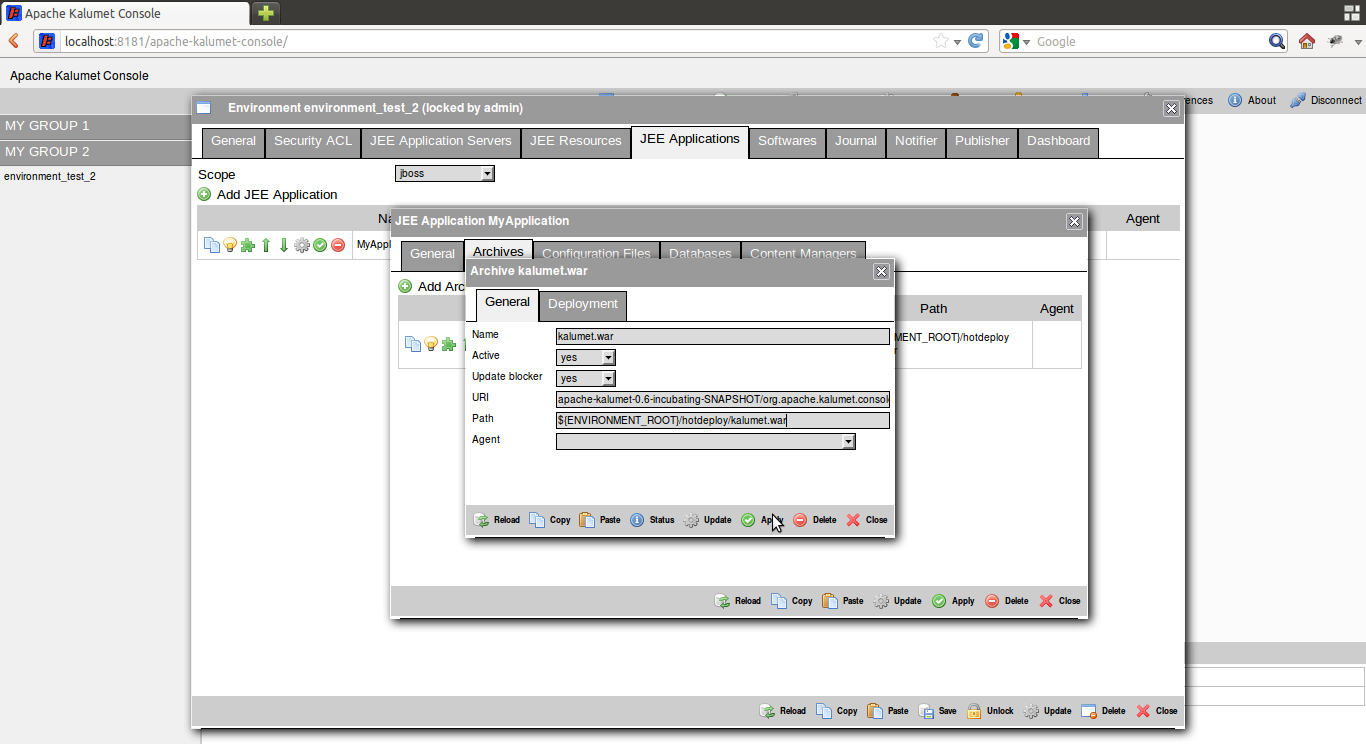 Apache Kalumet Console
localhost:8181/apache-kalumet-console/
Google
Apache Kalumet Console
About
Disconnect
MY GROUP 1
MY GROUP 2
environment_test_2
Environment environment_test_2 (locked by admin)
General Security ACL JEE Application Servers JEE Resources JEE Applications Softwares Journal Notifier Publisher Dashboard
Scope jboss
Add JEE Application
Agent
JEE Application MyApplication
General Archives Configuration Files Databases Content Managers
Add
Path Agent
Archive kalumet.war
General Deployment
Name kalumet.war
Active yes
Update blocker yes
URI apache-kalumet-0.6-incubating-SNAPSHOT/org.apache.kalumet.consol
Path ${ENVIRONMENT_ROOT}/hotdeploy/kalumet.war
Agent
MENT_ROOT}/hotdeploy
Reload Copy Paste Status Update Apply Delete Close
Reload Copy Paste Update Apply Delete Close
Reload Copy Paste Save Unlock Update Delete Close